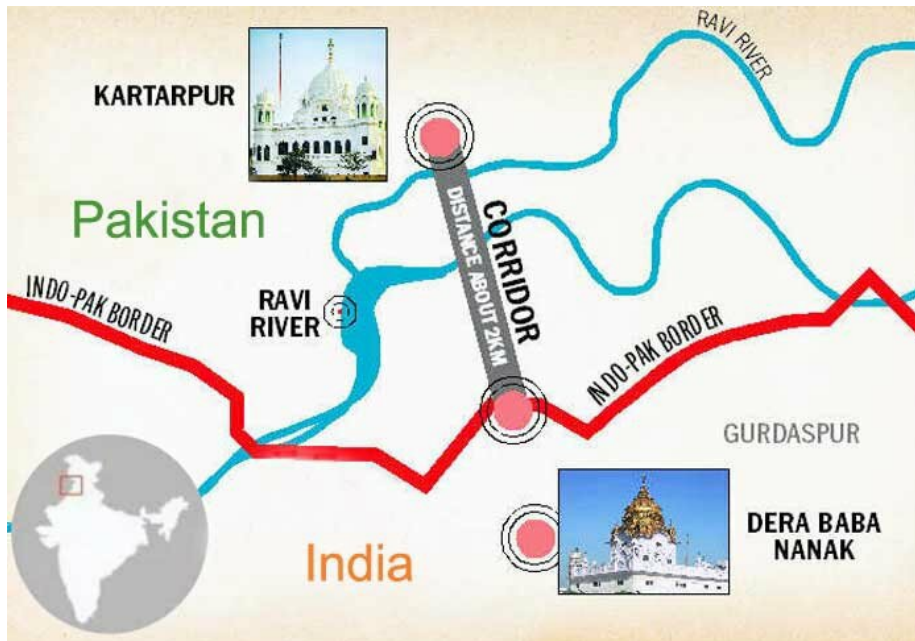 RAVI RIVER
KARTARPUR
Pakistan
CORRIDOR
DISTANCE ABOUT 2KM
INDO-PAK BORDER
RAVI
RIVER
INDO-PAK BORDER
GURDASPUR
India
DERA BABA
NANAK